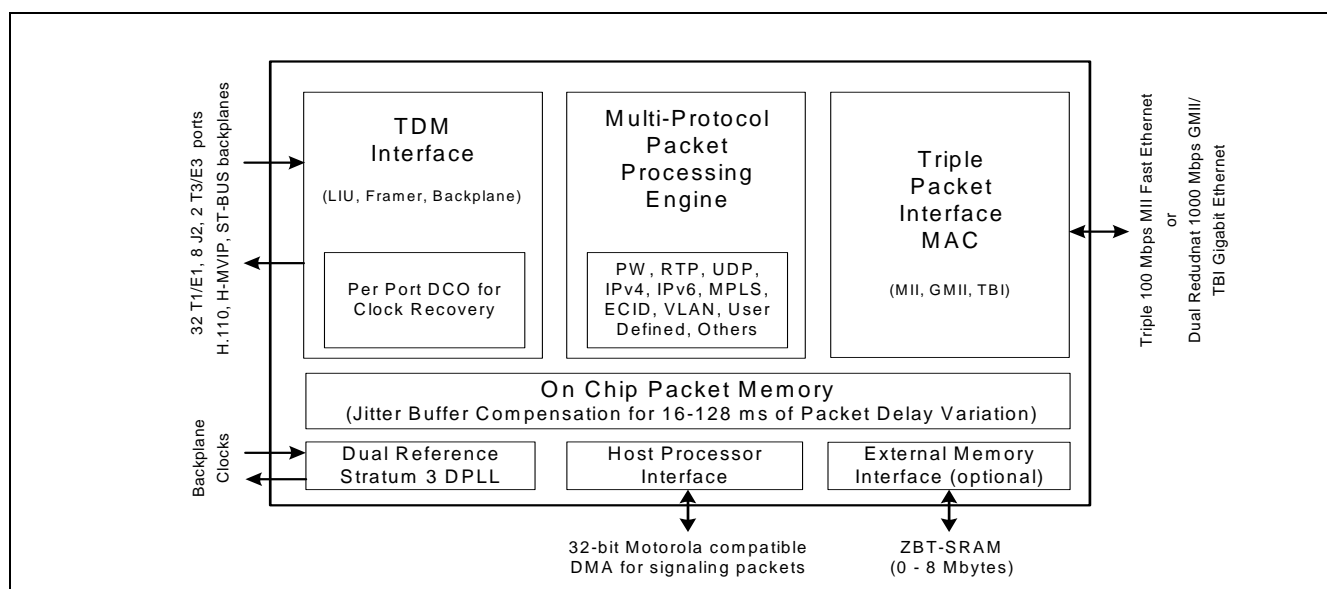 32 T1/E1, 8 J2, 2 T3/E3 ports
H.110, H-MVIP, ST-BUS backplanes
TDM
Interface
(LIU, Framer, Backplane)
Per Port DCO for
Clock Recovery
Multi-Protocol
Packet
Processing
Engine
PW, RTP, UDP,
IPv4, IPv6, MPLS,
ECID, VLAN, User
Defined, Others
Triple
Packet
Interface
MAC
(MII, GMII, TBI)
Triple 100 Mbps MII Fast Ethernet
or
Dual Redudnat 1000 Mbps GMII/
TBI Gigabit Ethernet
On Chip Packet Memory
(Jitter Buffer Compensation for 16-128 ms of Packet Delay Variation)
Backplane
Clocks
Dual Reference
Stratum 3 DPLL
Host Processor
Interface
External Memory
Interface (optional)
32-bit Motorola compatible
DMA for signaling packets
ZBT-SRAM
(0 - 8 Mbytes)